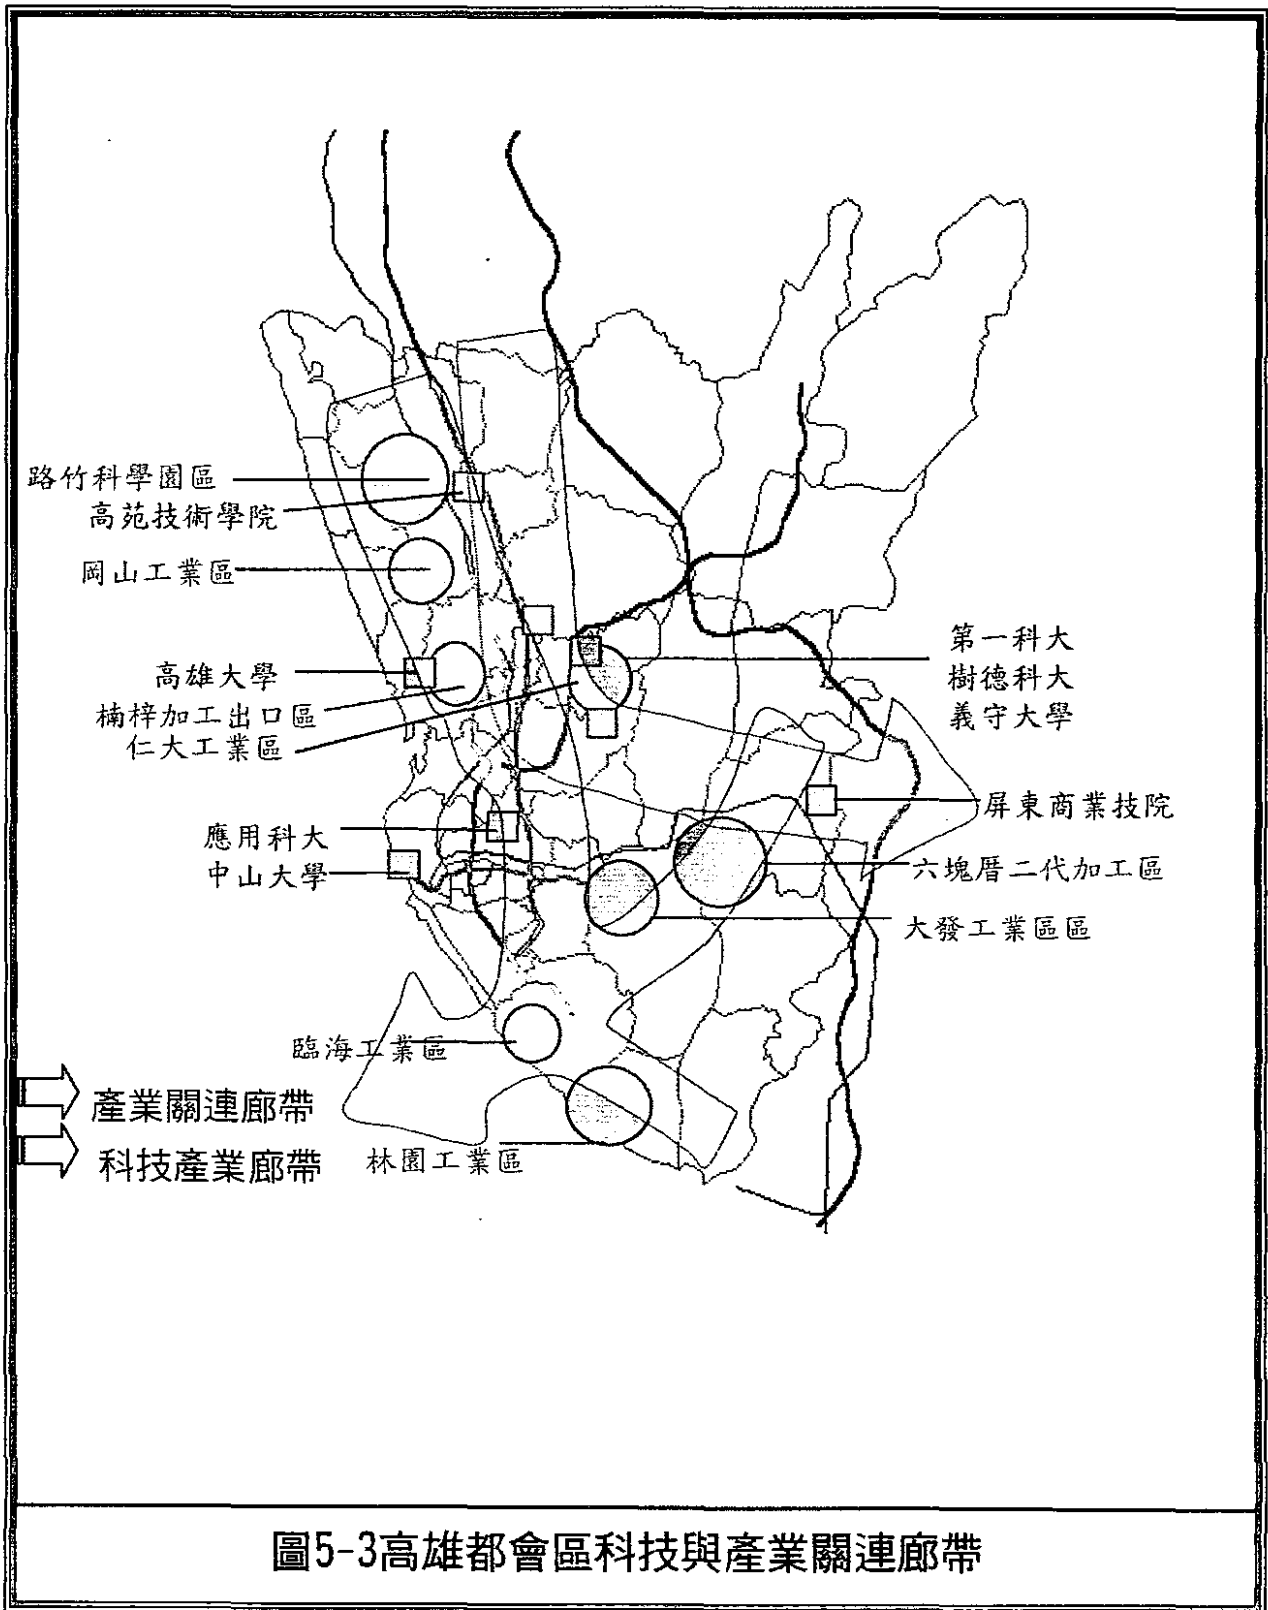 路竹科學園區
高苑技術學院
岡山工業區
高雄大學
楠梓加工出口區
仁大工業區
第一科大
樹德科大
義守大學
屏東商業技院
應用科大
中山大學
六塊厝二代加工區
大發工業區區
臨海工業區
產業關連廊帶
科技產業廊帶
林園工業區
圖5-3高雄都會區科技與產業關連廊帶